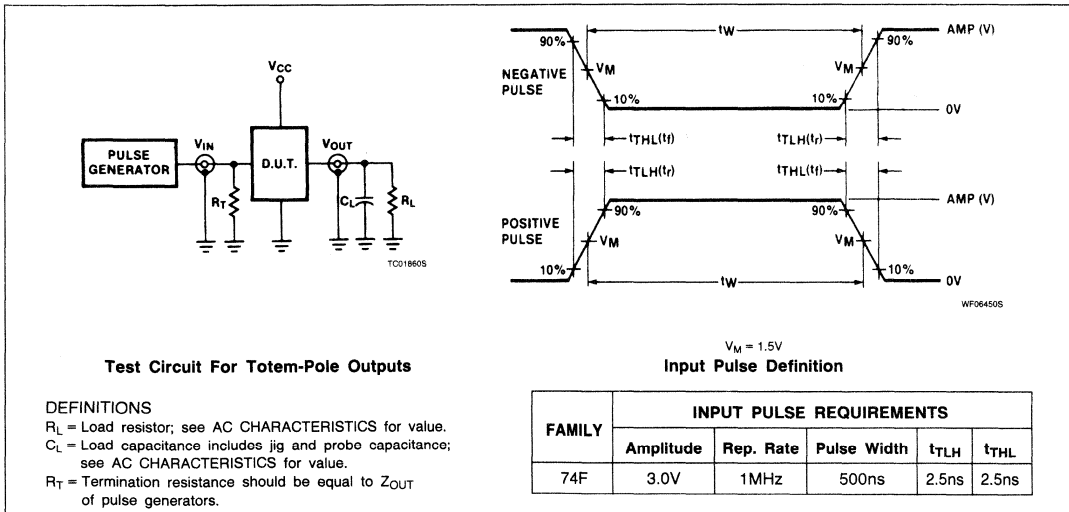 VCC
PULSE
GENERATOR
VIN
RT
D.U.T.
VOUT
CL
RL
TC01860S
Test Circuit For Totem-Pole Outputs
DEFINITIONS
RL = Load resistor; see AC CHARACTERISTICS for value.
CL = Load capacitance includes jig and probe capacitance;
see AC CHARACTERISTICS for value.
RT = Termination resistance should be equal to ZOUT
of pulse generators.
tW
AMP (V)
90%
90%
NEGATIVE
PULSE
VM
VM
10%
10%
0V
tTHL(tf)
tTLH(tr)
tTLH(tr)
tTHL(tf)
AMP (V)
90%
90%
POSITIVE
PULSE
VM
VM
10%
10%
tW
0V
WF06450S
VM = 1.5V
Input Pulse Definition
FAMILY
INPUT PULSE REQUIREMENTS
Amplitude Rep. Rate Pulse Width tTLH tTHL
74F 3.0V 1MHz 500ns 2.5ns 2.5ns